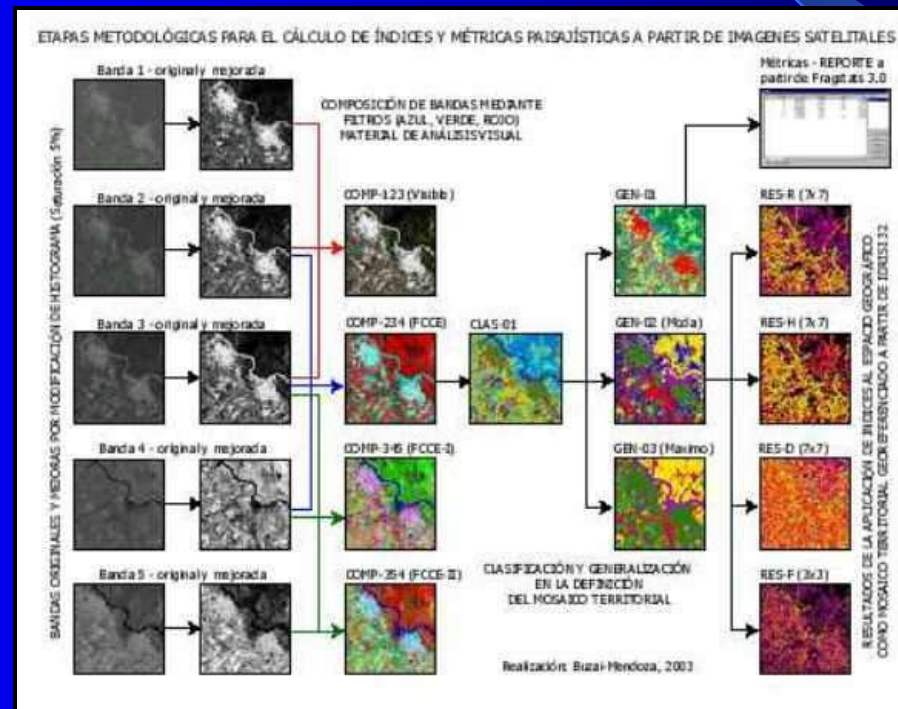 ETAPAS METODOLÓGICAS PARA EL CÁLCULO DE ÍNDICES Y MÉTRICAS PAISAJÍSTICAS A PARTIR DE IMAGENES SATELITALES
BANDAS ORIGINALES Y MEJORAS POR MODIFICACIÓN DE HISTOGRAMA (Saturación 5%)
Banda 1 - original y mejorada
Banda 2 - original y mejorada
Banda 3 - original y mejorada
Banda 4 - original y mejorada
Banda 5 - original y mejorada
COMPOSICIÓN DE BANDAS MEDIANTE
FILTROS (AZUL, VERDE, ROJO)
MATERIAL DE ANÁLISIS VISUAL
COMP-123 (Visible)
COMP-234 (FCCE)
COMP-345 (FCCE-I)
COMP-354 (FCCE-II)
CLAS-01
CLASIFICACIÓN Y GENERALIZACIÓN
EN LA DEFINICIÓN
DEL MOSAICO TERRITORIAL
Realización: Buzai-Mendoza, 2003
GEN-01
GEN-02 (Moda)
GEN-03 (Maximo)
Métricas - REPORTE a
partir de Fragstats 3.0
RES-R (7x7)
RES-H (7x7)
RES-D (7x7)
RES-F (3x3)
RESULTADOS DE LA APLICACIÓN DE INDICES AL ESPACIO GEOGRÁFICO
COMO MOSAICO TERRITORIAL GEOREFERENCIADO A PARTIR DE IDRISI32